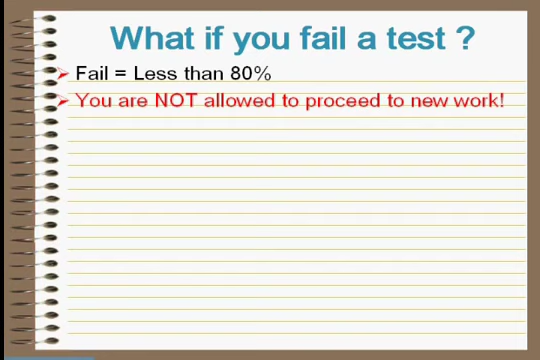 What if you fail a test ?
Fail = Less than 80%
You are NOT allowed to proceed to new work!